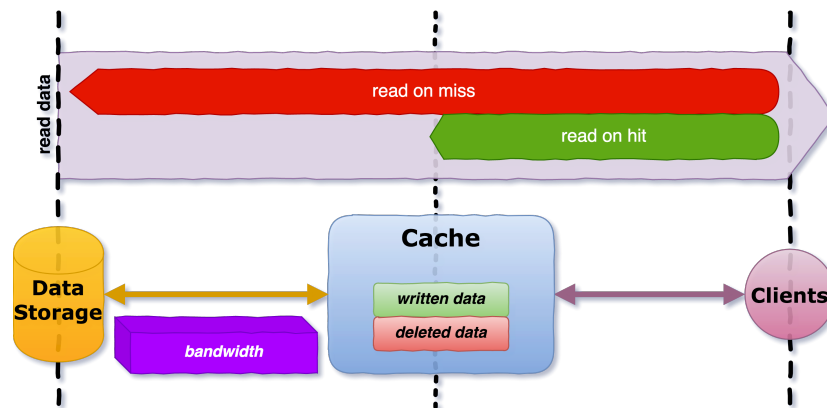 read data
read on miss
read on hit
Cache
Data
Storage
written data
deleted data
Clients
bandwidth